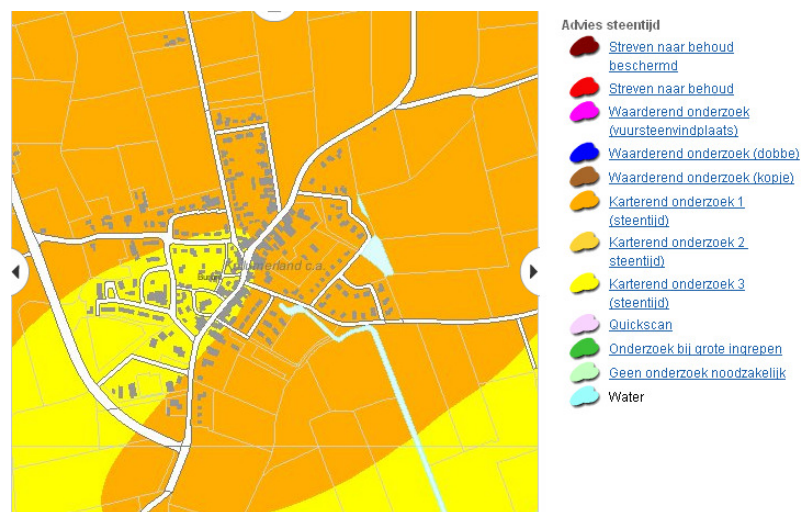 Advies steentijd
Streven naar behoud
beschermd
Streven naar behoud
Waarderend onderzoek
(vuursteenvindplaats)
Waarderend onderzoek (dobbe)
Waarderend onderzoek (kopje)
Karterend onderzoek 1
(steentijd)
Karterend onderzoek 2
steentijd)
Karterend onderzoek 3
(steentijd)
Quickscan
Onderzoek bij grote ingrepen
Geen onderzoek noodzakelijk
Water
Kollumerland c.a.